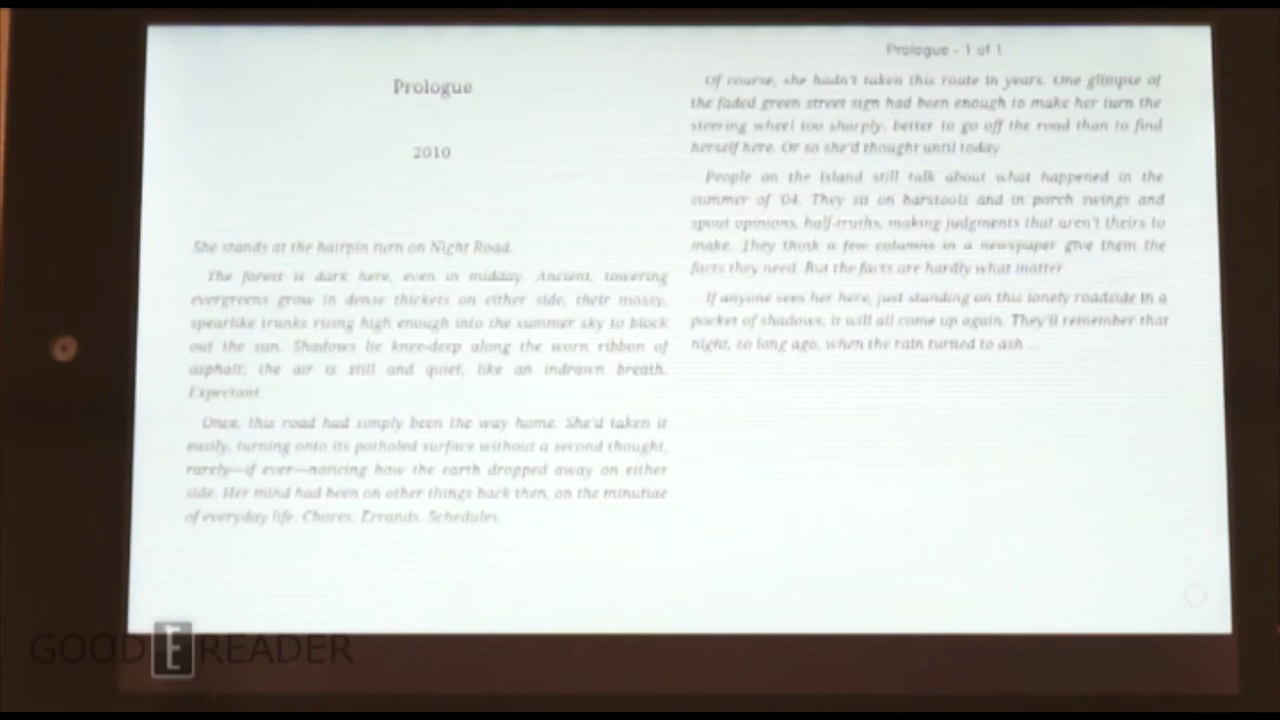 Prologue
2010
She stands at the hairpin turn on Night Road.
The forest is dark here, even in midday. Ancient, towering
evergreens grow in dense thickets on either side, their mossy,
spearlike trunks rising high enough into the summer sky to block
out the sun. Shadows lie knee-deep along the worn ribbon of
asphalt; the air is still and quiet, like an indrawn breath.
Expectant.
Once, this road had simply been the way home. She'd taken it
easily, turning onto its potholed surface without a second thought,
rarely—if ever—noticing how the earth dropped away on either
side. Her mind had been on other things back then, on the minutiae
of everyday life. Chores. Errands. Schedules.
Prologue - 1 of 1
Of course, she hadn't taken this route in years. One glimpse of
the faded green street sign had been enough to make her turn the
steering wheel too sharply; better to go off the road than to find
herself here. Or so she'd thought until today.
People on the island still talk about what happened in the
summer of '04. They sit on barstools and in porch swings and
spout opinions, half-truths, making judgments that aren't theirs to
make. They think a few columns in a newspaper give them the
facts they need. But the facts are hardly what matter.
If anyone sees her here, just standing on this lonely roadside in a
pocket of shadows, it will all come up again. They'll remember that
night, so long ago, when the rain turned to ash ...
GOOD E READER